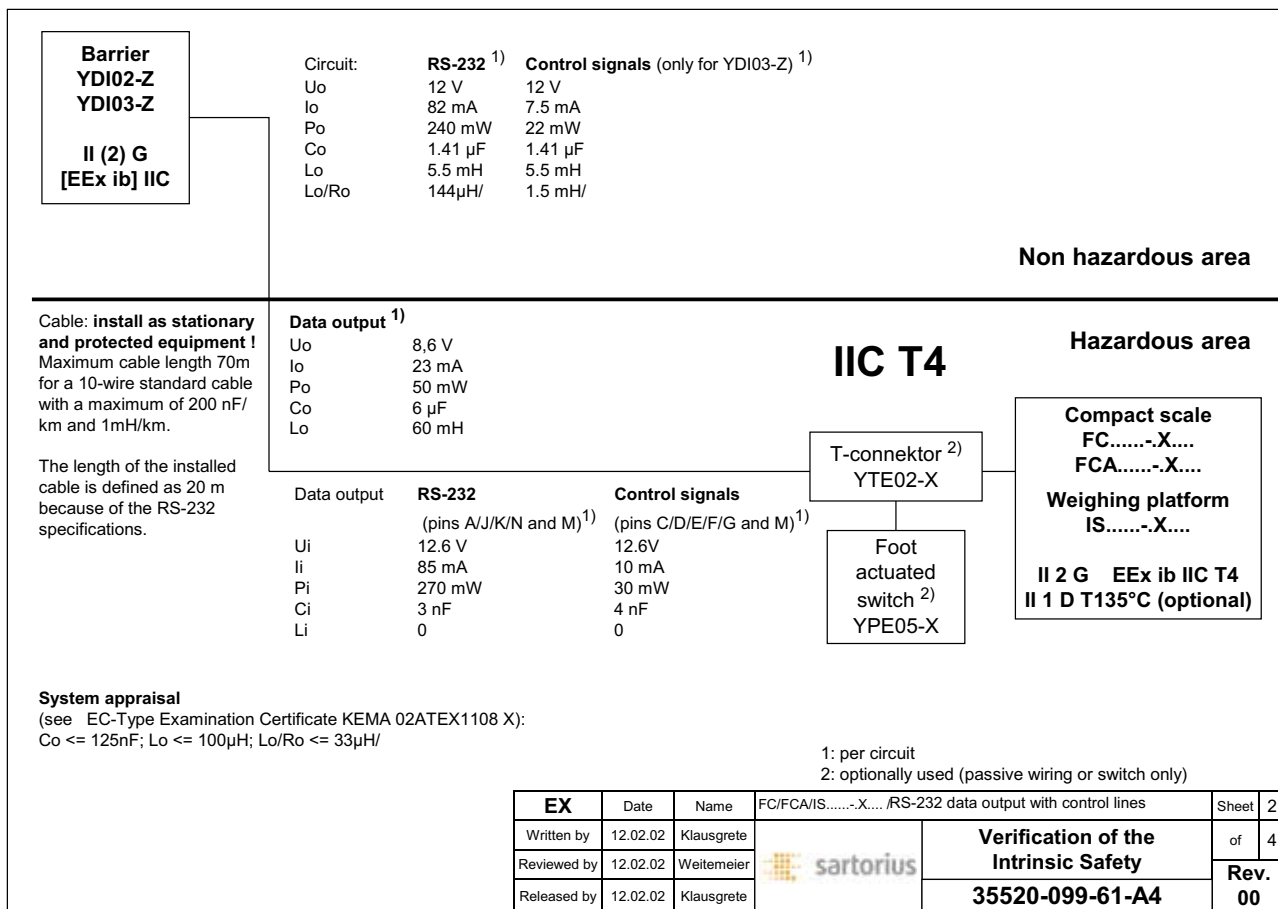 Barrier
YDI02-Z
YDI03-Z
II (2) G
[EEx ib] IIC
Circuit: RS-232 1) Control signals (only for YDI03-Z) 1)
Uo 12 V 12 V
Io 82 mA 7.5 mA
Po 240 mW 22 mW
Co 1.41 µF 1.41 µF
Lo 5.5 mH 5.5 mH
Lo/Ro 144µH/ 1.5 mH/
Non hazardous area
Cable: install as stationary
and protected equipment !
Maximum cable length 70m
for a 10-wire standard cable
with a maximum of 200 nF/
km and 1mH/km.
The length of the installed
cable is defined as 20 m
because of the RS-232
specifications.
Data output 1)
Uo 8,6 V
Io 23 mA
Po 50 mW
Co 6 µF
Lo 60 mH
IIC T4
Hazardous area
Data output RS-232 Control signals
(pins A/J/K/N and M)1) (pins C/D/E/F/G and M)1)
Ui 12.6 V 12.6V
Ii 85 mA 10 mA
Pi 270 mW 30 mW
Ci 3 nF 4 nF
Li 0 0
T-connektor 2)
YTE02-X
Foot
actuated
switch 2)
YPE05-X
Compact scale
FC......-.X....
FCA......-.X....
Weighing platform
IS......-.X....
II 2 G EEx ib IIC T4
II 1 D T135°C (optional)
System appraisal
(see EC-Type Examination Certificate KEMA 02ATEX1108 X):
Co <= 125nF; Lo <= 100µH; Lo/Ro <= 33µH/
1: per circuit
2: optionally used (passive wiring or switch only)
EX Date Name FC/FCA/IS......-.X.... /RS-232 data output with control lines Sheet 2
Written by 12.02.02 Klausgrete of 4
Reviewed by 12.02.02 Weitemeier
Released by 12.02.02 Klausgrete
sartorius
Verification of the
Intrinsic Safety
35520-099-61-A4
Rev.
00